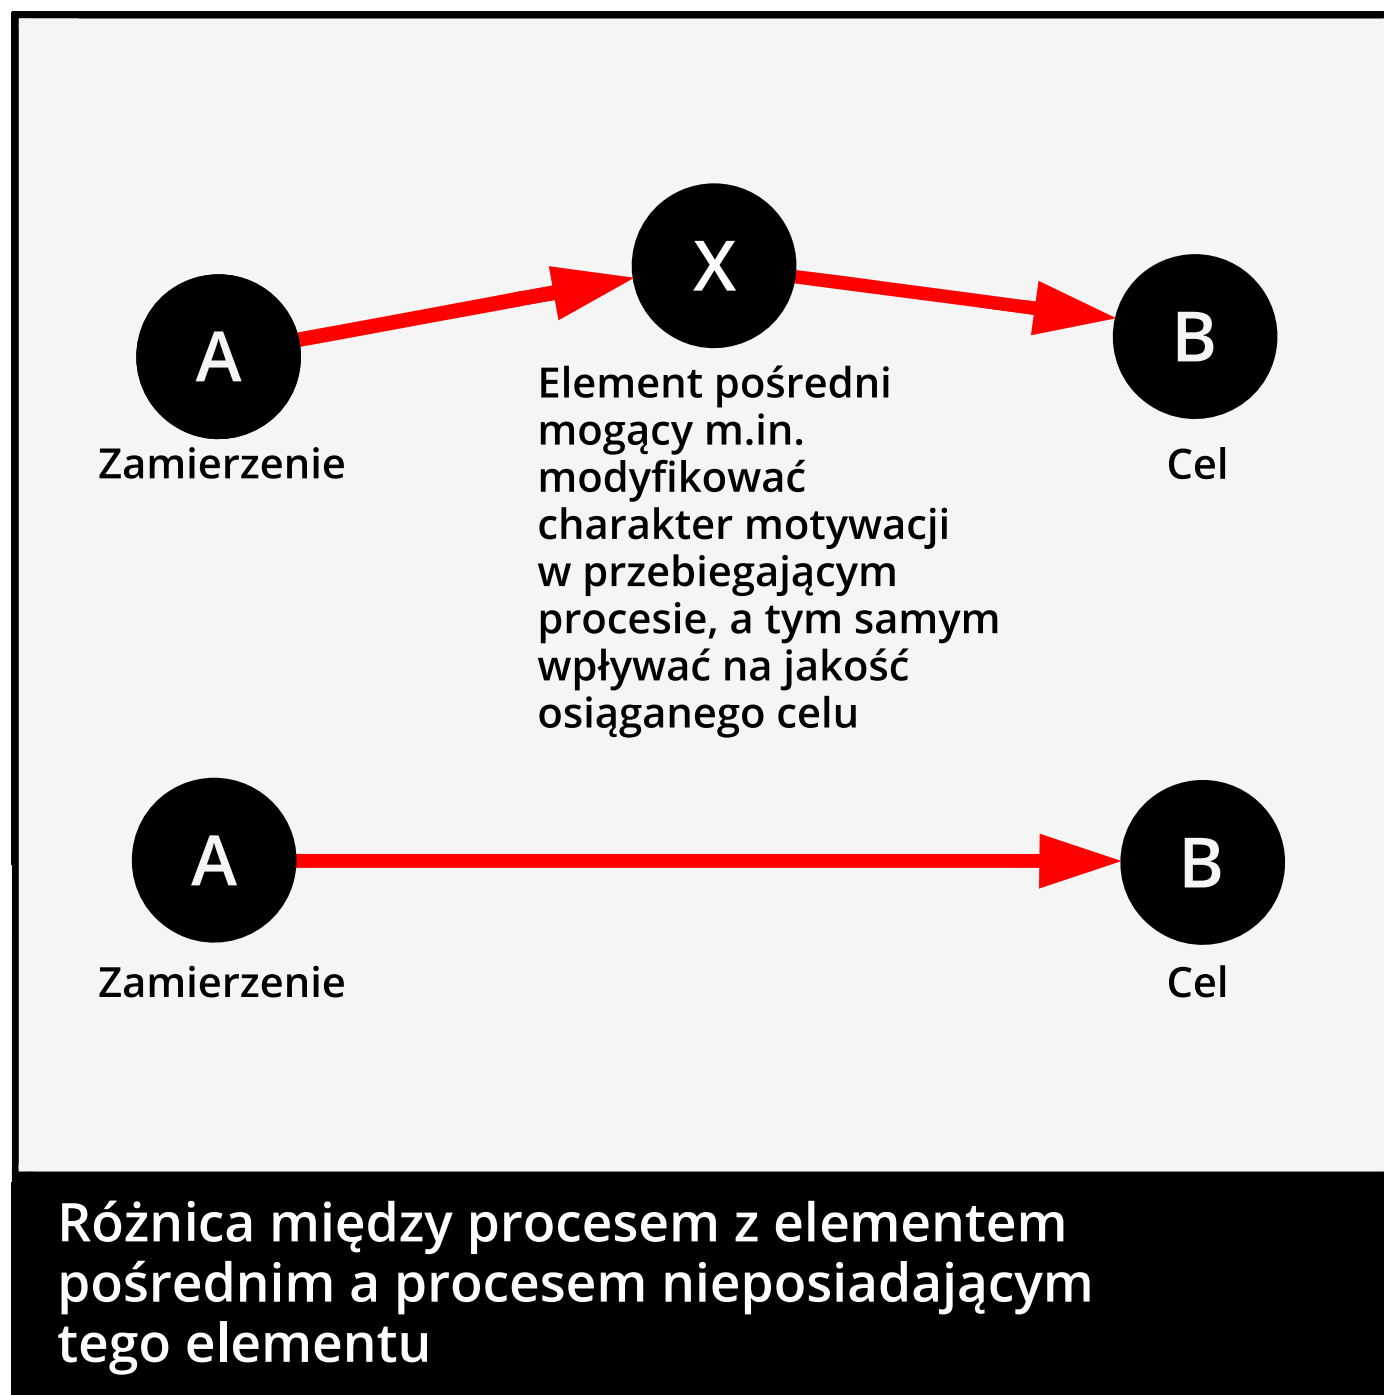 A
X
B
Zamierzenie
Element pośredni
mogący m.in.
modyfikować
charakter motywacji
w przebiegającym
procesie, a tym samym
wpływać na jakość
osiąganego celu
Cel
A
B
Zamierzenie
Cel
Różnica między procesem z elementem
pośrednim a procesem nieposiadającym
tego elementu